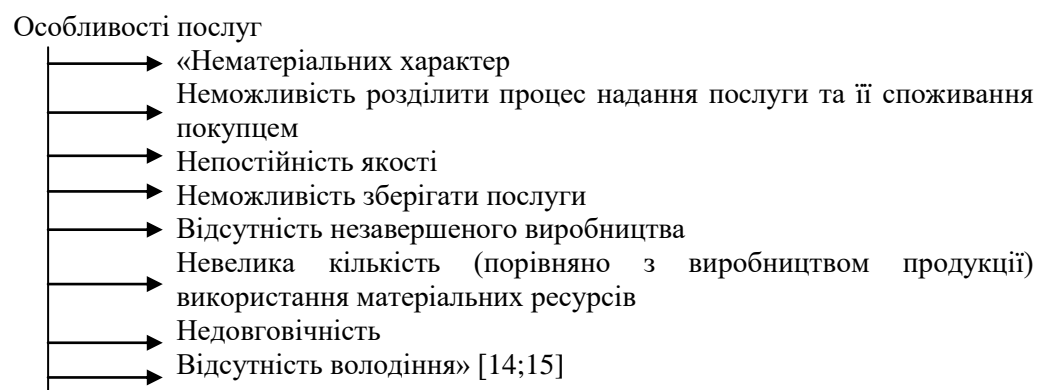 Особливості послуг
«Нематеріальних характер
Неможливість розділити процес надання послуги та її споживання
покупцем
Непостійність якості
Неможливість зберігати послуги
Відсутність незавершеного виробництва
Невелика кількість (порівняно з виробництвом продукції)
використання матеріальних ресурсів
Недовговічність
Відсутність володіння» [14;15]